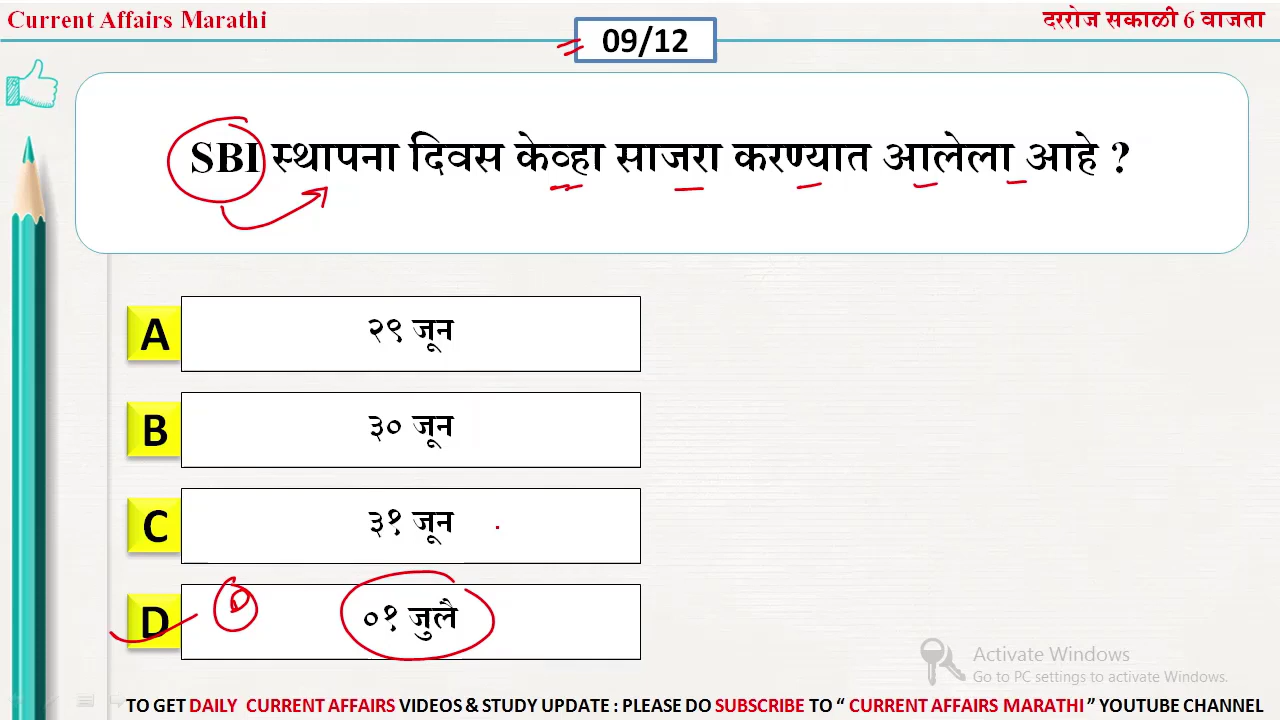 Current Affairs Marathi
दररोज सकाळी 6 वाजता
09/12
SBI स्थापना दिवस केव्हा साजरा करण्यात आलेला आहे ?
A
२९ जून
B
३० जून
C
३१ जून
D
D
०१ जुलै
Activate Windows
Go to PC settings to activate Windows.
TO GET DAILY CURRENT AFFAIRS VIDEOS & STUDY UPDATE : PLEASE DO SUBSCRIBE TO “ CURRENT AFFAIRS MARATHI ” YOUTUBE CHANNEL